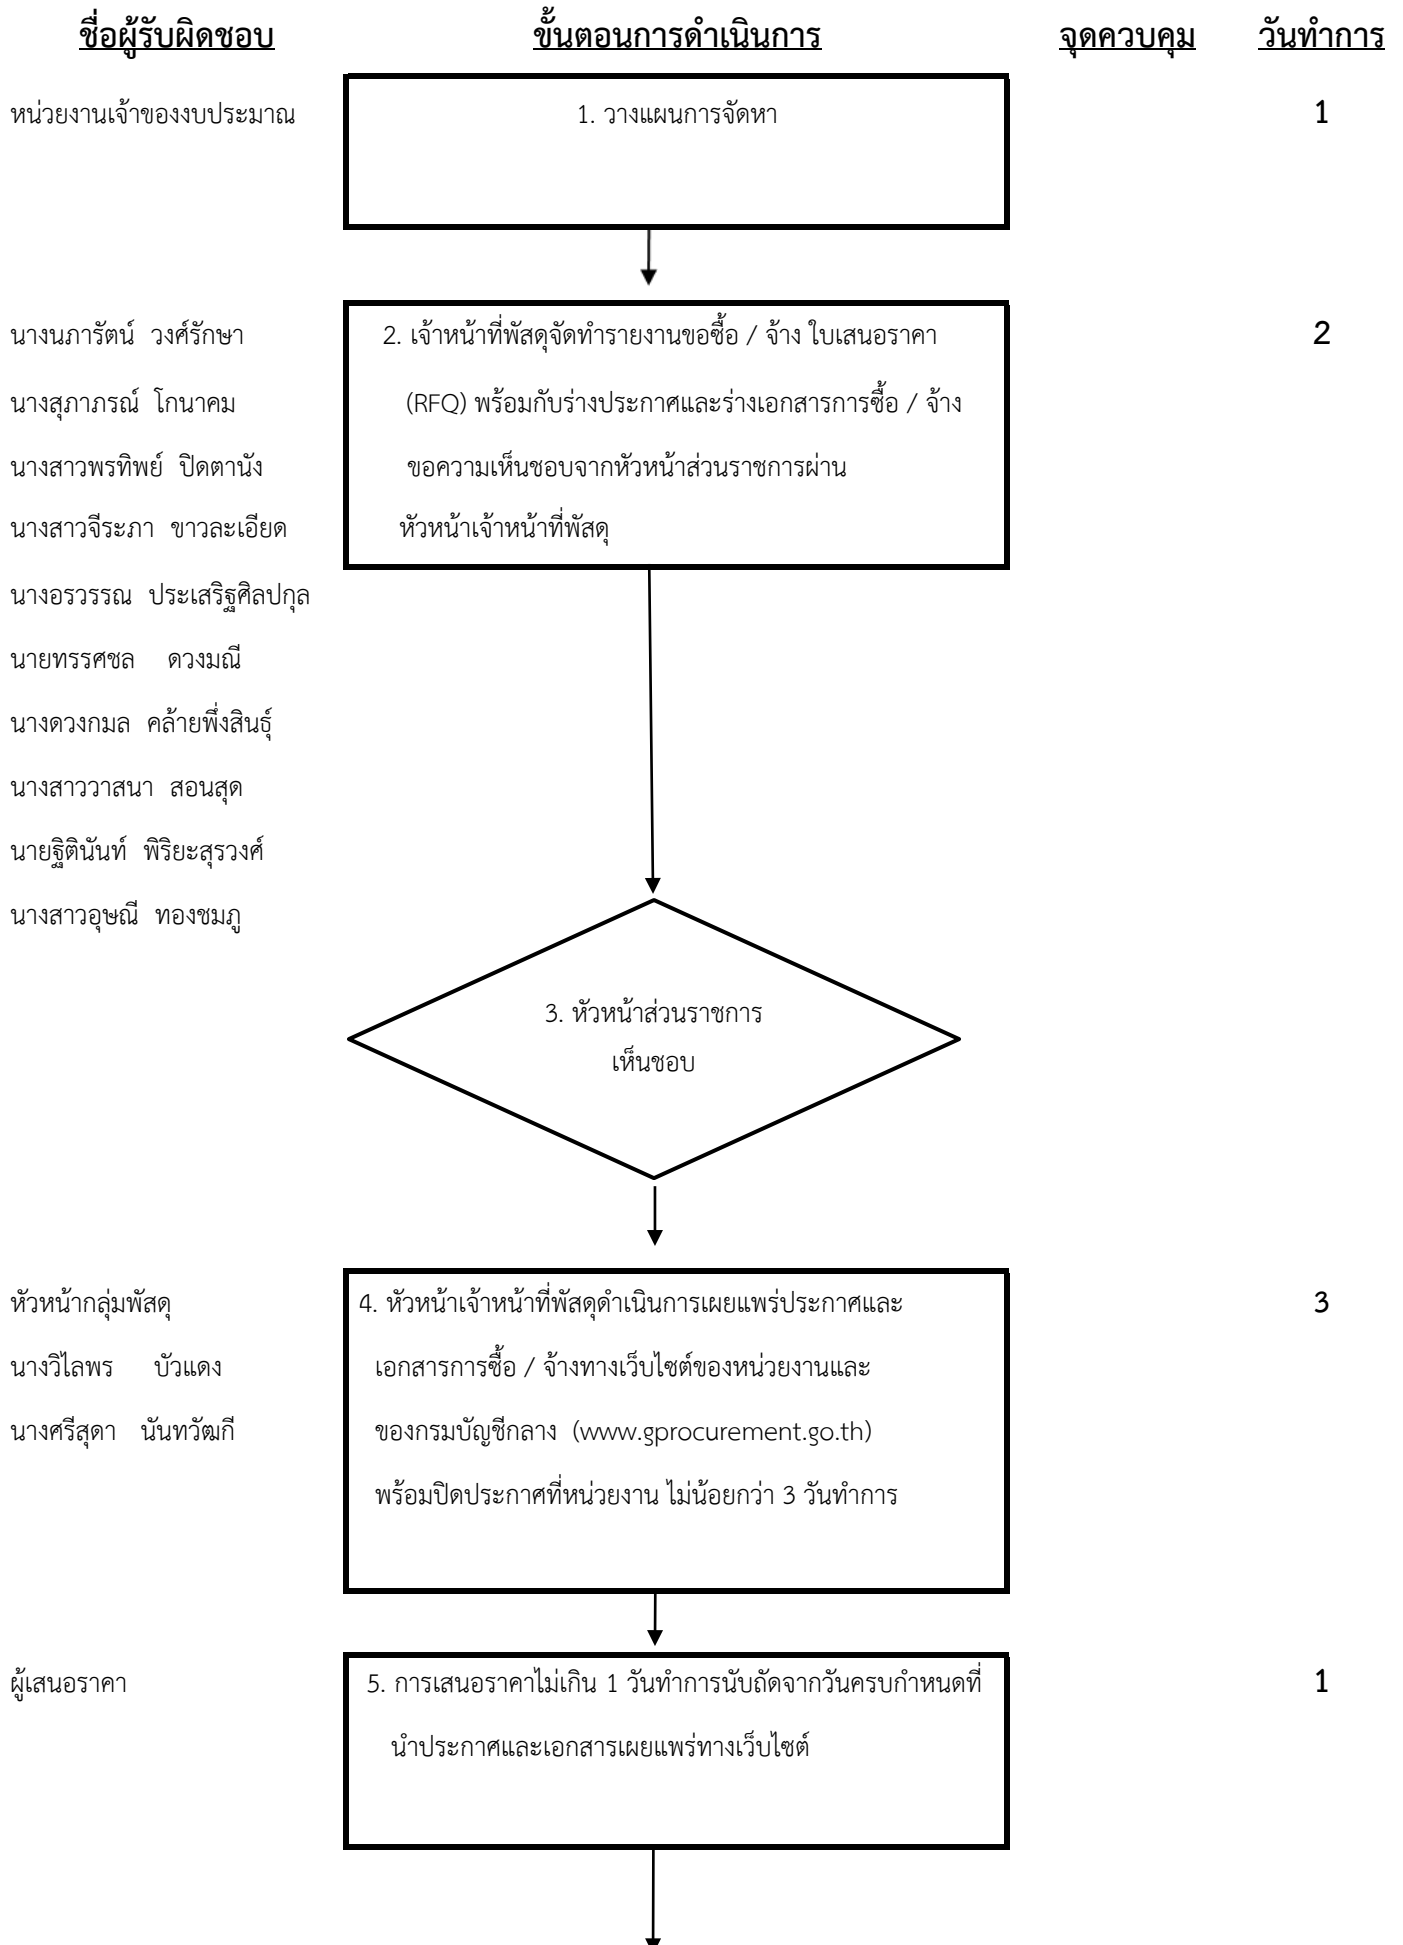 ชื่อผู้รับผิดชอบ ขั้นตอนการดำเนินการ จุดควบคุม วันทำการ
หน่วยงานเจ้าของงบประมาณ 1. วางแผนการจัดหา 1
นางนภารัตน์ วงศ์รักษา 2. เจ้าหน้าที่พัสดุจัดทำรายงานขอซื้อ / จ้าง ใบเสนอราคา 2
นางสุภาภรณ์ โกนาคม (RFQ) พร้อมกับร่างประกาศและร่างเอกสารการซื้อ / จ้าง
นางสาวพรทิพย์ ปิดตานัง ขอความเห็นชอบจากหัวหน้าส่วนราชการผ่าน
นางสาวจีระภา ขาวละเอียด หัวหน้าเจ้าหน้าที่พัสดุ
นางอรวรรณ ประเสริฐศิลปกุล
นายทรรศชล ดวงมณี
นางดวงกมล คล้ายพึ่งสินธุ์
นางสาววาสนา สอนสุด
นายฐิตินันท์ พิริยะสุรวงศ์
นางสาวอุษณี ทองชมภู
3. หัวหน้าส่วนราชการ
เห็นชอบ
หัวหน้ากลุ่มพัสดุ 4. หัวหน้าเจ้าหน้าที่พัสดุดำเนินการเผยแพร่ประกาศและ 3
นางวิไลพร บัวแดง เอกสารการซื้อ / จ้างทางเว็บไซต์ของหน่วยงานและ
นางศรีสุดา นันทวัฒกี ของกรมบัญชีกลาง (www.gprocurement.go.th)
พร้อมปิดประกาศที่หน่วยงาน ไม่น้อยกว่า 3 วันทำการ
ผู้เสนอราคา 5. การเสนอราคาไม่เกิน 1 วันทำการนับถัดจากวันครบกำหนดที่ 1
นำประกาศและเอกสารเผยแพร่ทางเว็บไซต์